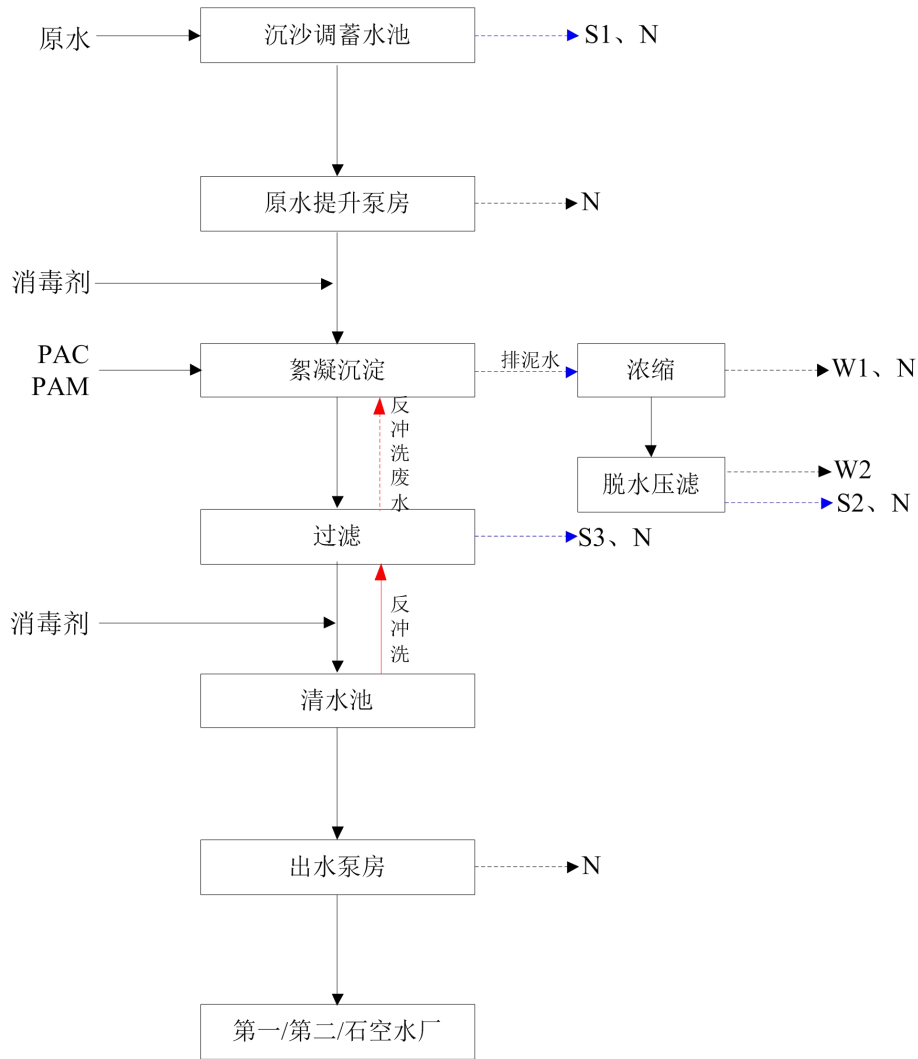 原水
沉沙调蓄水池
S1、N
原水提升泵房
N
消毒剂
PAC
PAM
絮凝沉淀
排泥水
浓缩
W1、N
反冲洗废水
脱水压滤
W2
S2、N
过滤
S3、N
消毒剂
反冲洗
清水池
出水泵房
N
第一/第二/石空水厂